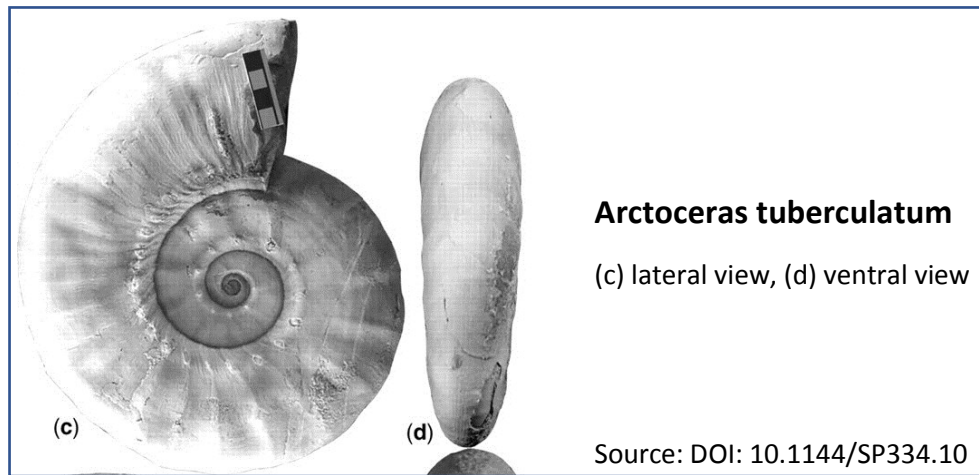 Arctoceras tuberculatum
(c) lateral view, (d) ventral view
(c)
(d)
Source: DOI: 10.1144/SP334.10